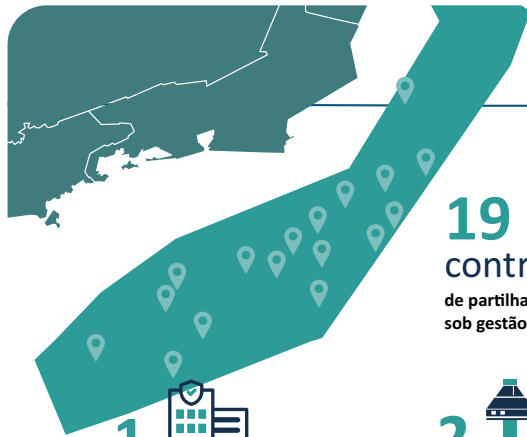 19
contr
de partilha
sob gestão
1
2